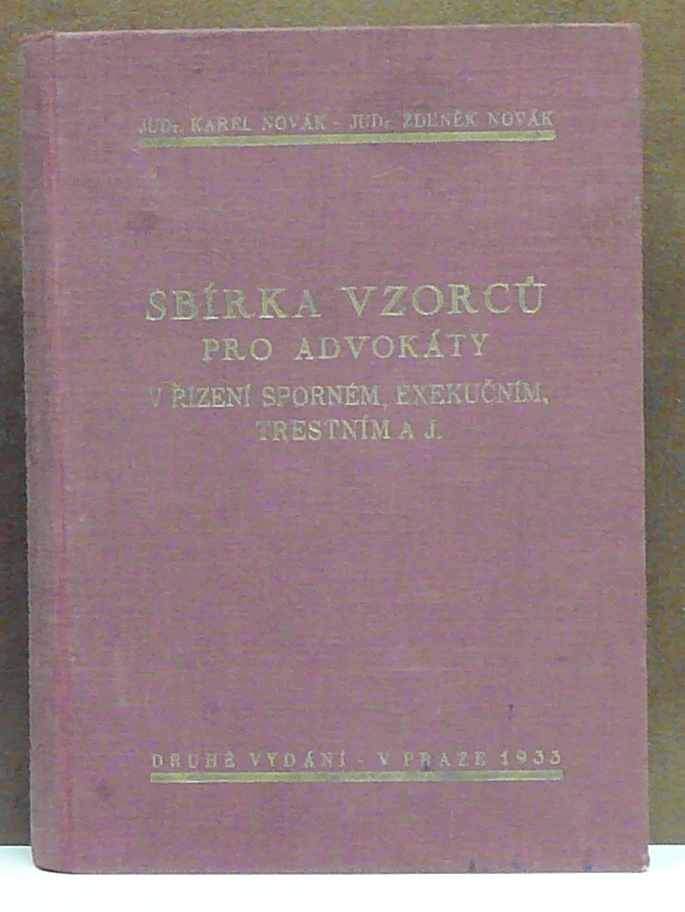 JUDr. KAREL NOVÁK - JUDr. ZDENĚK NOVÁK
SBÍRKA VZORCŮ
PRO ADVOKÁTY
V ŘÍZENÍ SPORNÉM, EXEKUČNÍM,
TRESTNÍM A J.
DRUHÉ VYDÁNÍ - V PRAZE 1933